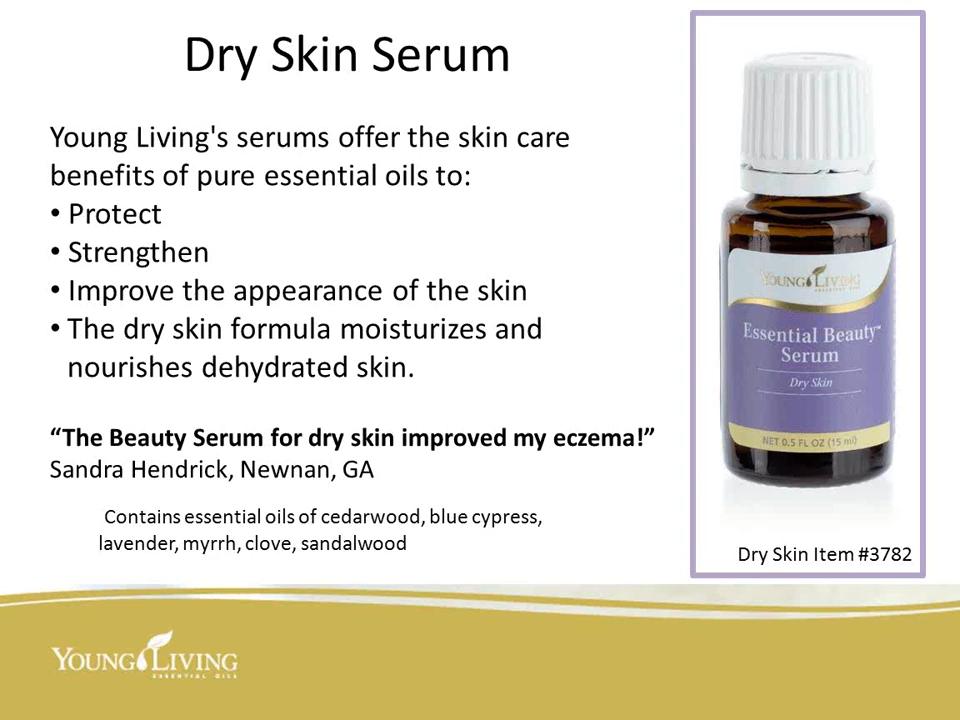 Dry Skin Serum
Young Living's serums offer the skin care
benefits of pure essential oils to:
• Protect
• Strengthen
• Improve the appearance of the skin
• The dry skin formula moisturizes and
nourishes dehydrated skin.
“The Beauty Serum for dry skin improved my eczema!”
Sandra Hendrick, Newnan, GA
Contains essential oils of cedarwood, blue cypress,
lavender, myrrh, clove, sandalwood
YOUNG LIVING
ESSENTIAL OILS
Essential Beauty™
Serum
Dry Skin
NET 0.5 FL OZ (15 ml)
Dry Skin Item #3782
YOUNG LIVING
ESSENTIAL OILS